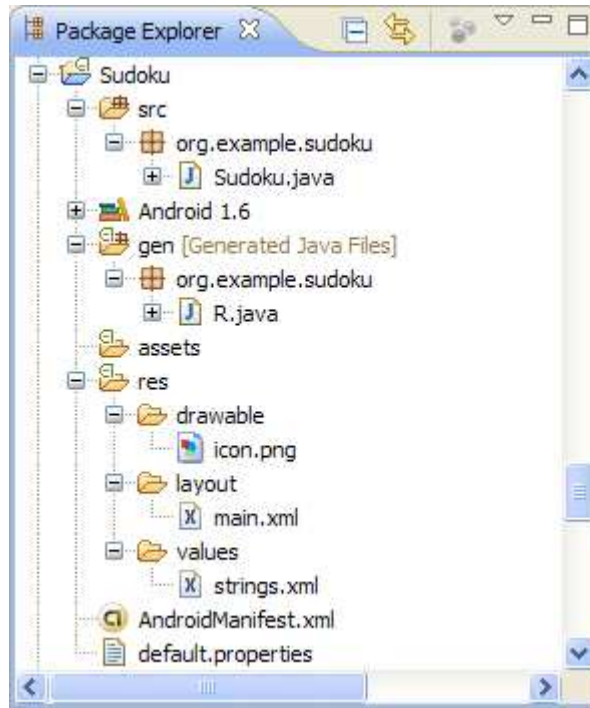 Package Explorer
Sudoku
src
org.example.sudoku
Sudoku.java
Android 1.6
gen [Generated Java Files]
org.example.sudoku
R.java
assets
res
drawable
icon.png
layout
main.xml
values
strings.xml
AndroidManifest.xml
default.properties